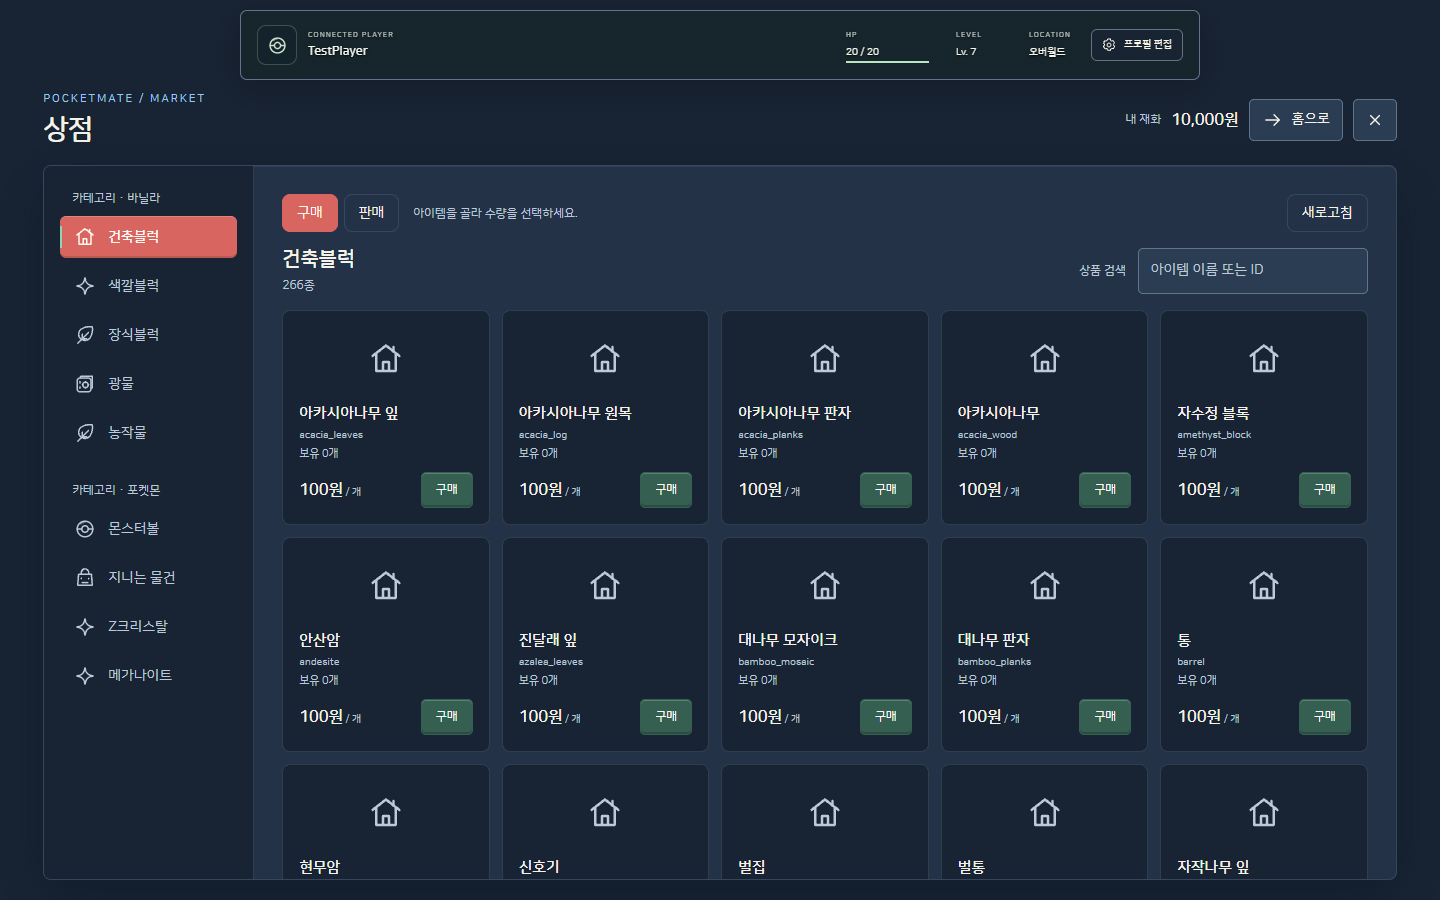 CONNECTED PLAYER
TestPlayer
HP
20 / 20
LEVEL
Lv. 7
LOCATION
오버월드
프로필 편집
POCKETMATE / MARKET
상점
내 재화 10,000원
홈으로
카테고리 · 바닐라
건축블럭
색깔블럭
장식블럭
광물
농작물
카테고리 · 포켓몬
몬스터볼
지니는 물건
Z크리스탈
메가나이트
구매
판매
아이템을 골라 수량을 선택하세요.
새로고침
건축블럭
266종
상품 검색
아이템 이름 또는 ID
아카시아나무 잎
acacia_leaves
보유 0개
100원 / 개
구매
아카시아나무 원목
acacia_log
보유 0개
100원 / 개
구매
아카시아나무 판자
acacia_planks
보유 0개
100원 / 개
구매
아카시아나무
acacia_wood
보유 0개
100원 / 개
구매
자수정 블록
amethyst_block
보유 0개
100원 / 개
구매
안산암
andesite
보유 0개
100원 / 개
구매
진달래 잎
azalea_leaves
보유 0개
100원 / 개
구매
대나무 모자이크
bamboo_mosaic
보유 0개
100원 / 개
구매
대나무 판자
bamboo_planks
보유 0개
100원 / 개
구매
통
barrel
보유 0개
100원 / 개
구매
현무암
신호기
벌집
벌통
자작나무 잎